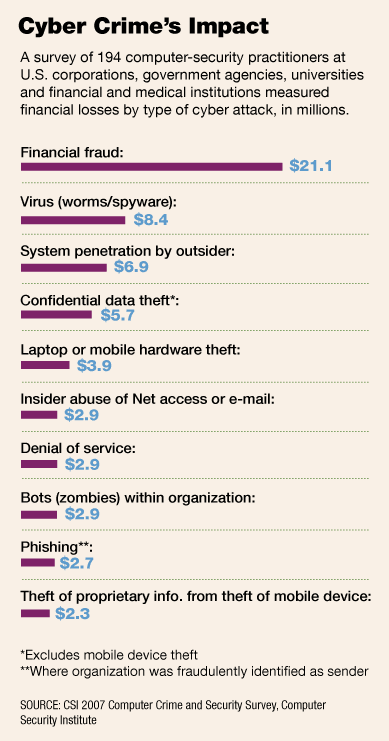 Cyber Crime's Impact
A survey of 194 computer-security practitioners at
U.S. corporations, government agencies, universities
and financial and medical institutions measured
financial losses by type of cyber attack, in millions.
Financial fraud:
$21.1
Virus (worms/spyware):
$8.4
System penetration by outsider:
$6.9
Confidential data theft*:
$5.7
Laptop or mobile hardware theft:
$3.9
Insider abuse of Net access or e-mail:
$2.9
Denial of service:
$2.9
Bots (zombies) within organization:
$2.9
Phishing**:
$2.7
Theft of proprietary info. from theft of mobile device:
$2.3
*Excludes mobile device theft
**Where organization was fraudulently identified as sender
SOURCE: CSI 2007 Computer Crime and Security Survey, Computer
Security Institute